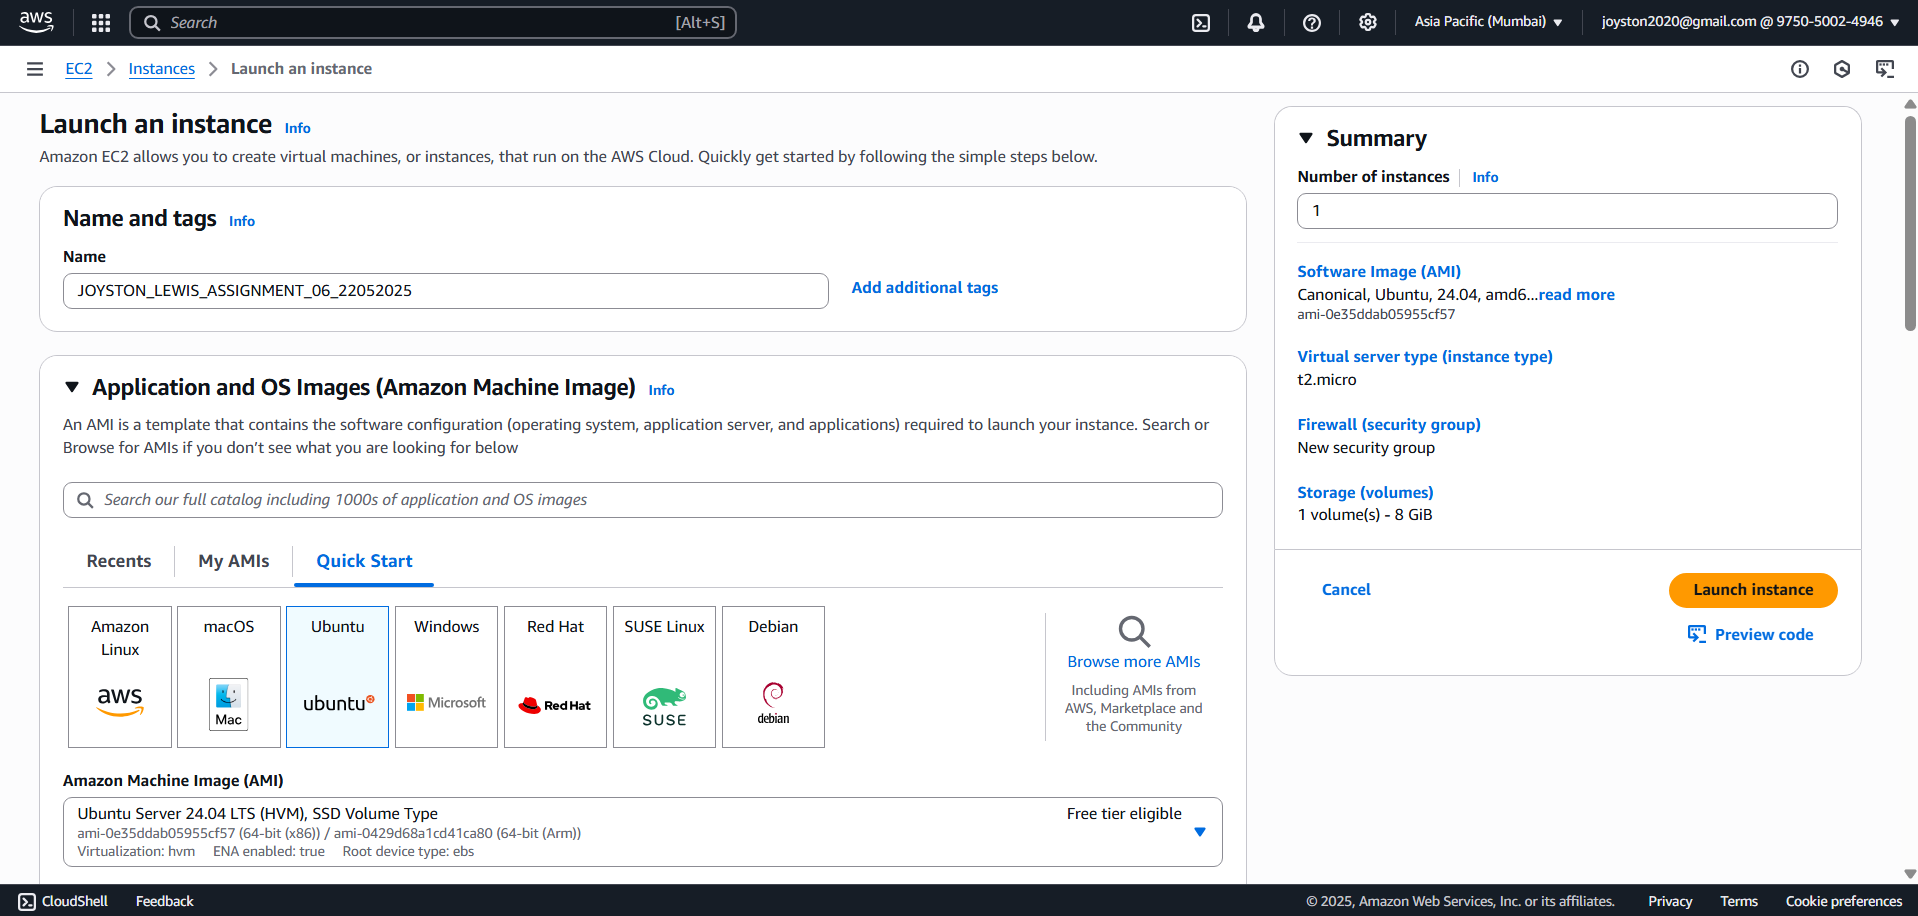 aws
Search [Alt+S]
Asia Pacific (Mumbai)
joyston2020@gmail.com @ 9750-5002-4946
EC2 Instances Launch an instance
Launch an instance Info
Amazon EC2 allows you to create virtual machines, or instances, that run on the AWS Cloud. Quickly get started by following the simple steps below.
Name and tags Info
Name
JOYSTON_LEWIS_ASSIGNMENT_06_22052025
Add additional tags
Application and OS Images (Amazon Machine Image) Info
An AMI is a template that contains the software configuration (operating system, application server, and applications) required to launch your instance. Search or
Browse for AMIs if you don’t see what you are looking for below
Search our full catalog including 1000s of application and OS images
Recents My AMIs Quick Start
Amazon
Linux
aws
macOS
Mac
Ubuntu
ubuntu
Windows
Microsoft
Red Hat
Red Hat
SUSE Linux
SUSE
Debian
debian
Browse more AMIs
Including AMIs from
AWS, Marketplace and
the Community
Amazon Machine Image (AMI)
Ubuntu Server 24.04 LTS (HVM), SSD Volume Type
Free tier eligible
ami-0e35ddab05955cf57 (64-bit (x86)) / ami-0429d68a1cd41ca80 (64-bit (Arm))
Virtualization: hvm ENA enabled: true Root device type: ebs
Summary
Number of instances Info
1
Software Image (AMI)
Canonical, Ubuntu, 24.04, amd6...read more
ami-0e35ddab05955cf57
Virtual server type (instance type)
t2.micro
Firewall (security group)
New security group
Storage (volumes)
1 volume(s) - 8 GiB
Cancel
Launch instance
Preview code
CloudShell Feedback
© 2025, Amazon Web Services, Inc. or its affiliates. Privacy Terms Cookie preferences